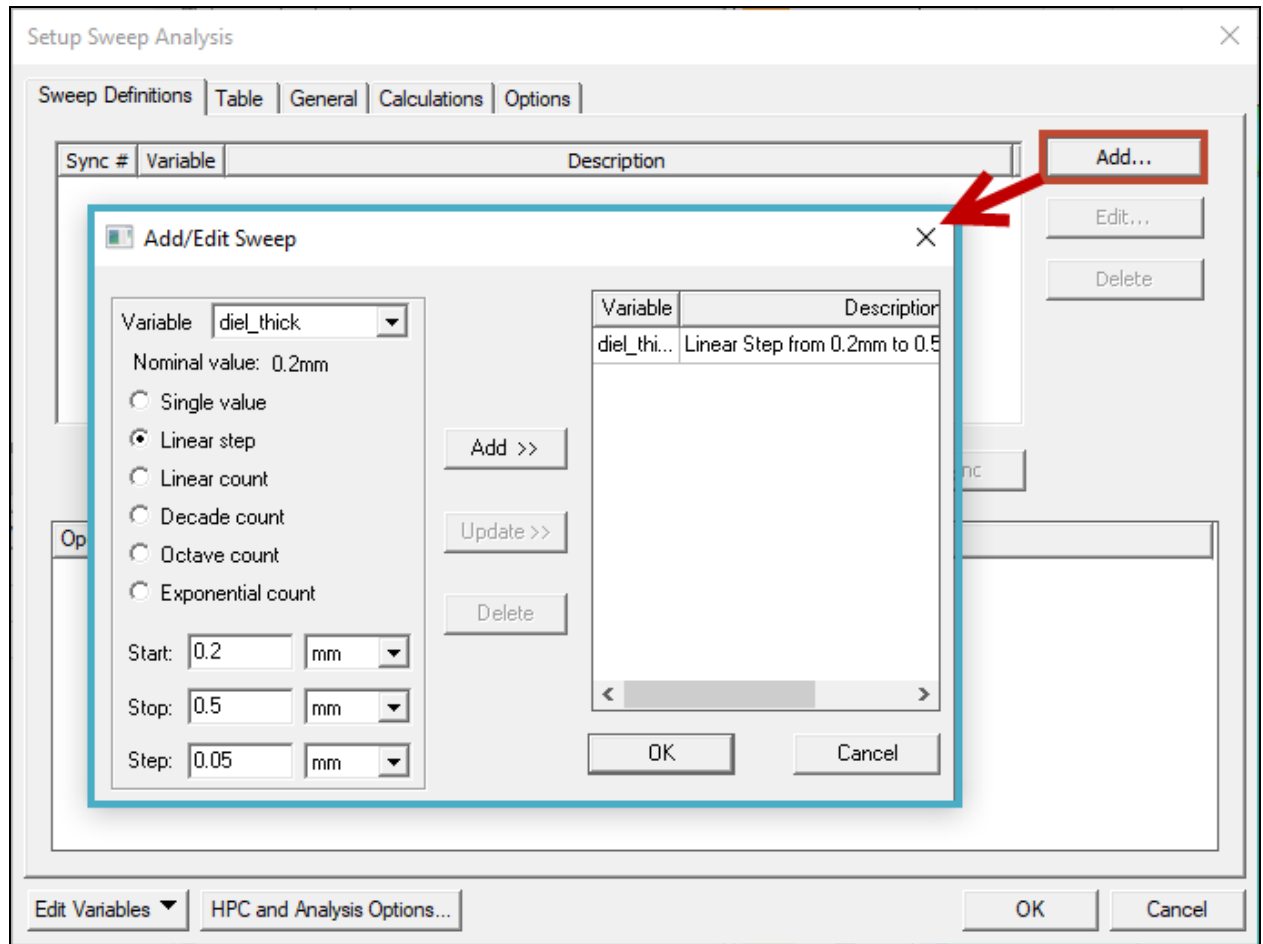 Setup Sweep Analysis
Sweep Definitions Table General Calculations Options
Sync # Variable Description
Add...
Edit...
Delete
Add/Edit Sweep
Variable diel_thick
Nominal value: 0.2mm
Single value
Linear step
Linear count
Decade count
Octave count
Exponential count
Start: 0.2 mm
Stop: 0.5 mm
Step: 0.05 mm
Add >>
Update >>
Delete
Variable Description
diel_thi... Linear Step from 0.2mm to 0.5
OK Cancel
nc
Op
Edit Variables HPC and Analysis Options... OK Cancel